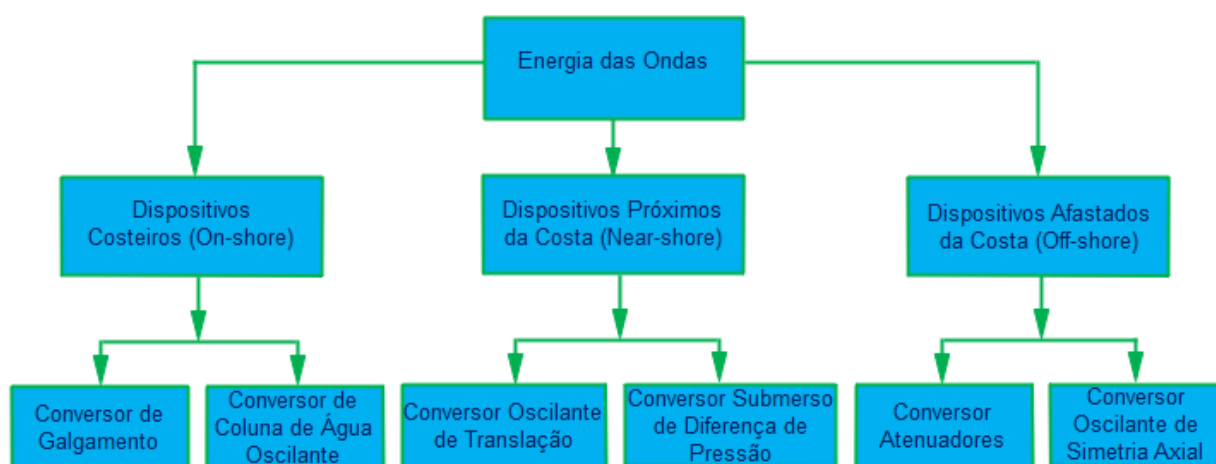 Energia das Ondas
Dispositivos
Costeiros (On-shore)
Dispositivos Próximos
da Costa (Near-shore)
Dispositivos Afastados
da Costa (Off-shore)
Conversor de
Galgamento
Conversor de
Coluna de Água
Oscilante
Conversor Oscilante
de Translação
Conversor Submerso
de Diferença de
Pressão
Conversor
Atenuadores
Conversor
Oscilante de
Simetria Axial